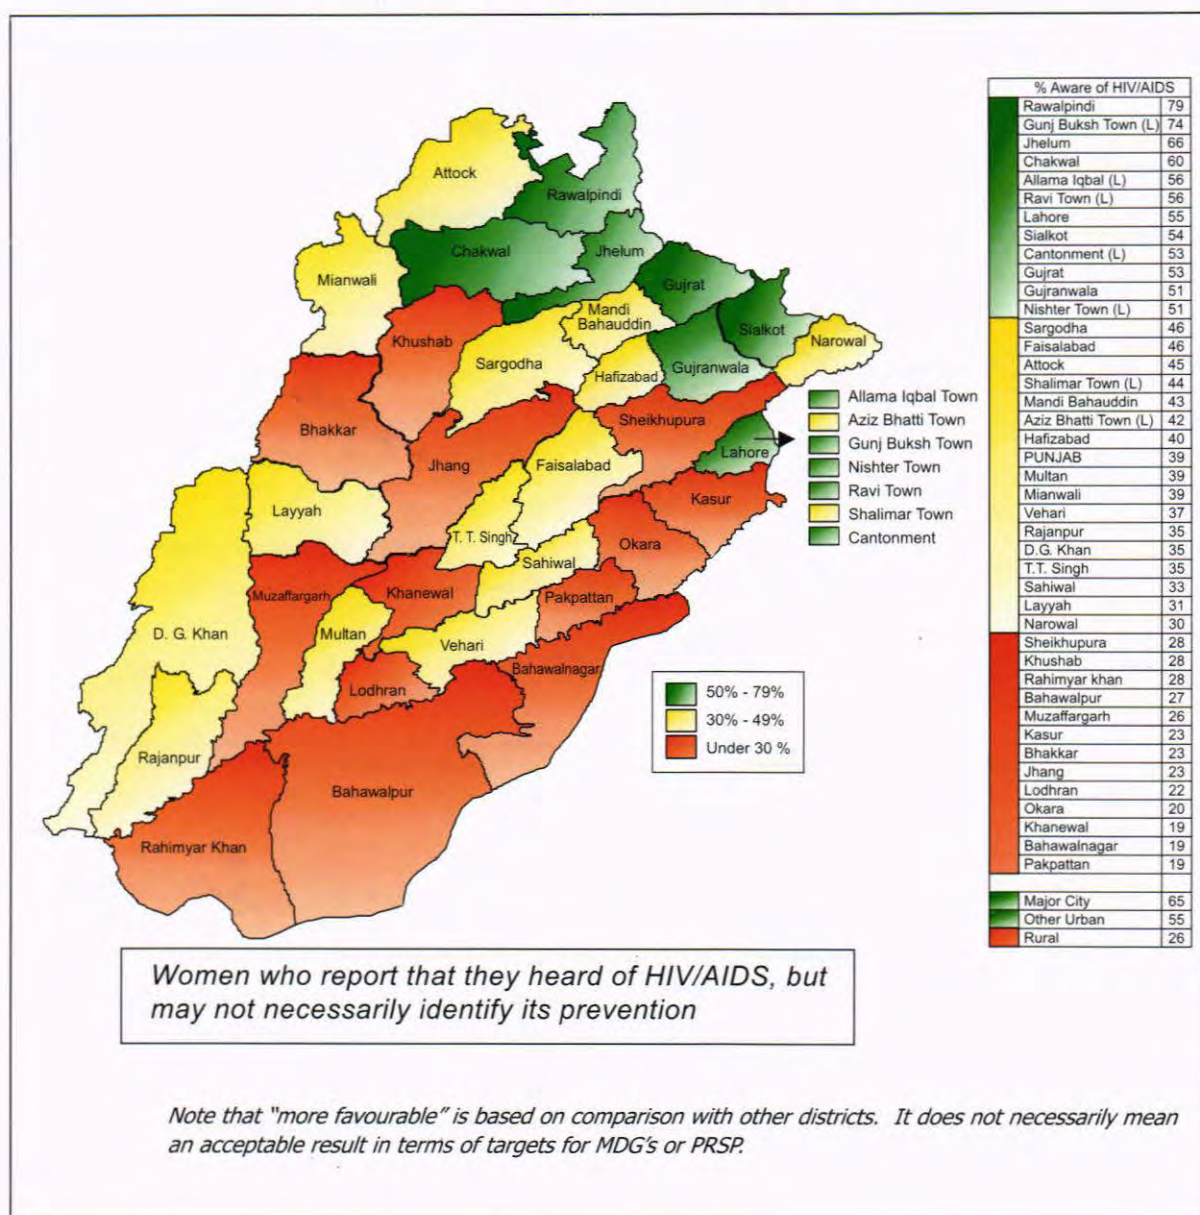 % Aware of HIV/AIDS
Rawalpindi 79
Gunj Buksh Town (L) 74
Jhelum 66
Chakwal 60
Allama Iqbal (L) 56
Ravi Town (L) 56
Lahore 55
Sialkot 54
Cantonment (L) 53
Gujrat 53
Gujranwala 51
Nishter Town (L) 51
Sargodha 46
Faisalabad 46
Attock 45
Shalimar Town (L) 44
Mandi Bahauddin 43
Aziz Bhatti Town (L) 42
Hafizabad 40
PUNJAB 39
Multan 39
Mianwali 39
Vehari 37
Rajanpur 35
D.G. Khan 35
T.T. Singh 35
Sahiwal 33
Layyah 31
Narowal 30
Sheikhupura 28
Khushab 28
Rahimyar khan 28
Bahawalpur 27
Muzaffargarh 26
Kasur 23
Bhakkar 23
Jhang 23
Lodhran 22
Okara 20
Khanewal 19
Bahawalnagar 19
Pakpattan 19
Major City 65
Other Urban 55
Rural 26
Attock
Rawalpindi
Chakwal
Jhelum
Mianwali
Gujrat
Mandi
Bahauddin
Khushab
Sialkot
Narowal
Sargodha
Gujranwala
Hafizabad
Sheikhupura
Bhakkar
Lahore
Jhang
Faisalabad
Kasur
Layyah
T. T. Singh
Okara
Sahiwal
Khanewal
Muzaffargarh
Pakpattan
D. G. Khan
Multan
Vehari
Bahawalnagar
Lodhran
Rajanpur
Bahawalpur
Rahimyar Khan
Allama Iqbal Town
Aziz Bhatti Town
Gunj Buksh Town
Nishter Town
Ravi Town
Shalimar Town
Cantonment
50% - 79%
30% - 49%
Under 30 %
Women who report that they heard of HIV/AIDS, but
may not necessarily identify its prevention
Note that "more favourable" is based on comparison with other districts. It does not necessarily mean
an acceptable result in terms of targets for MDG's or PRSP.